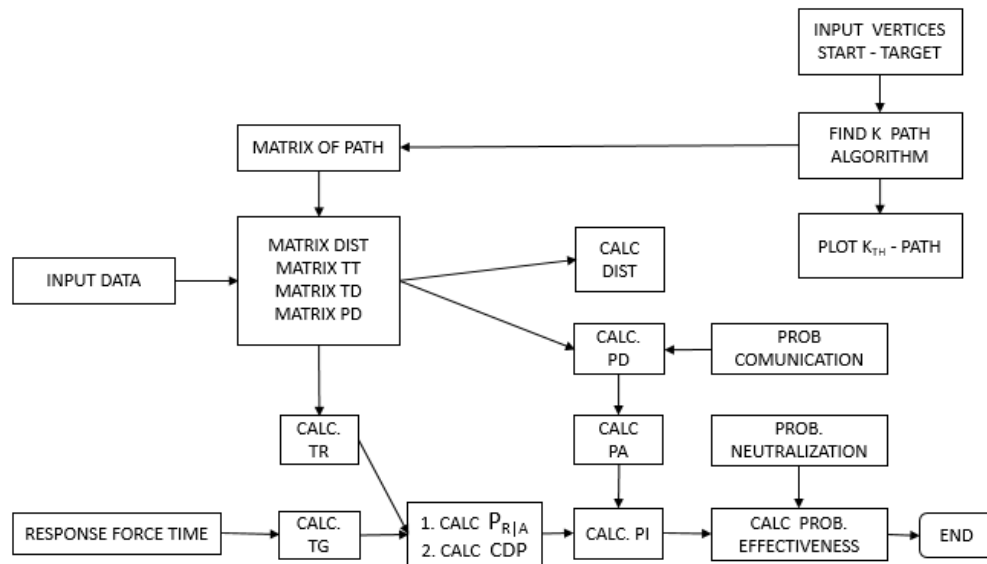 INPUT VERTICES
START - TARGET
MATRIX OF PATH
FIND K PATH
ALGORITHM
INPUT DATA
MATRIX DIST
MATRIX TT
MATRIX TD
MATRIX PD
CALC
DIST
PLOT KTH - PATH
CALC.
PD
PROB
COMUNICATION
CALC.
TR
CALC
PA
PROB.
NEUTRALIZATION
RESPONSE FORCE TIME
CALC.
TG
1. CALC PR|A
2. CALC CDP
CALC. PI
CALC PROB.
EFFECTIVENESS
END